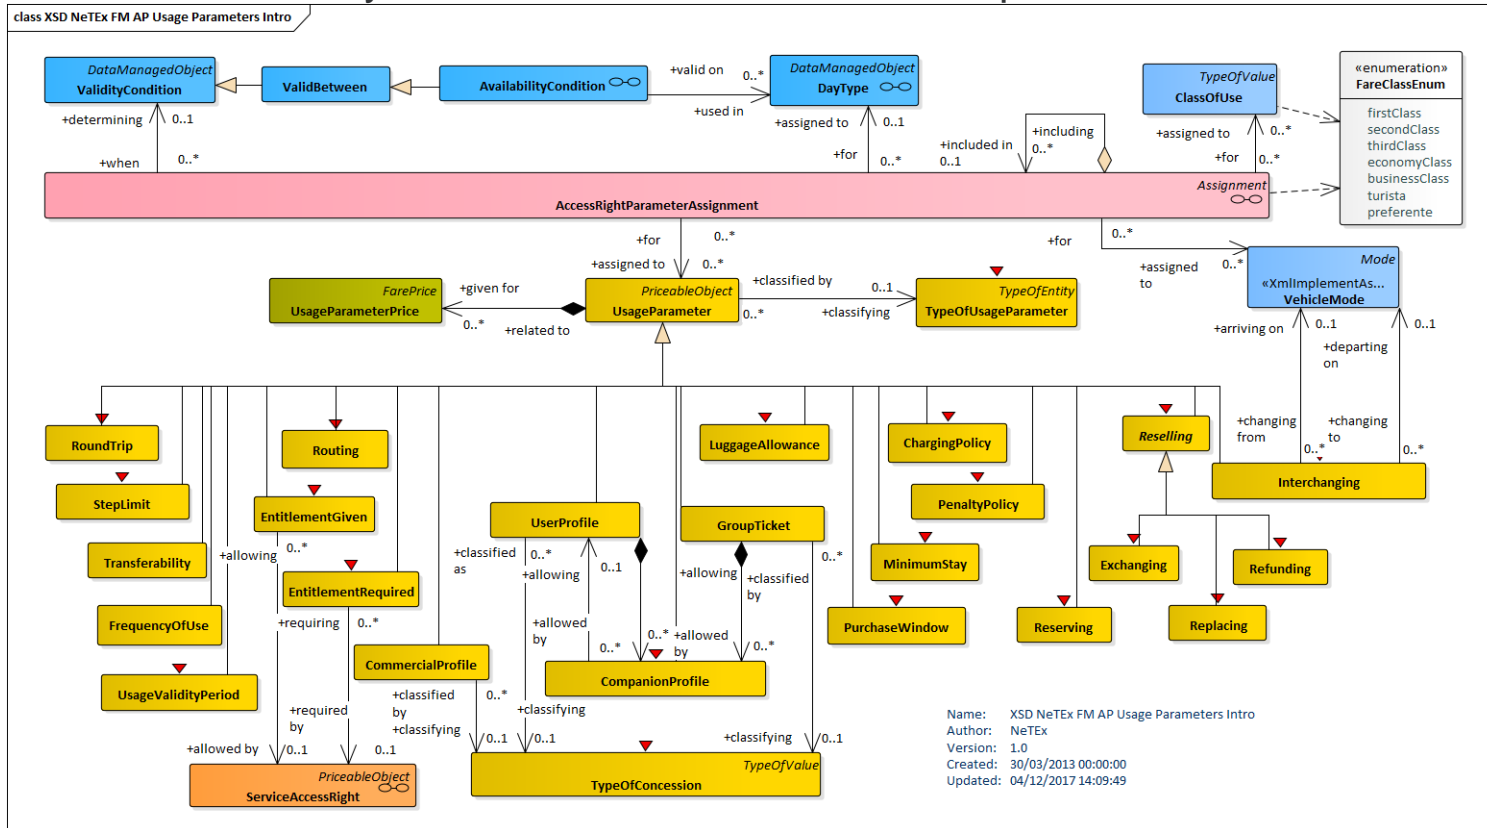 class XSD NeTEx FM AP Usage Parameters Intro
DataManagedObject
ValidityCondition
ValidBetween
AvailabilityCondition
+valid on
0..*
+used in
DataManagedObject
DayType
TypeOfValue
ClassOfUse
«enumeration»
FareClassEnum
firstClass
secondClass
thirdClass
economyClass
businessClass
turista
preferente
+determining
0..1
+when
0..*
+assigned to
0..1
+for
0..*
+included in
0..1
+including
0..*
+assigned to
0..*
+for
0..*
Assignment
AccessRightParameterAssignment
+for
0..*
+assigned to
0..*
+for
0..*
+assigned
to
0..*
Mode
«XmlImplementAs...
VehicleMode
FarePrice
UsageParameterPrice
+given for
0..*
+related to
PriceableObject
UsageParameter
+classified by
0..1
0..*
+classifying
TypeOfEntity
TypeOfUsageParameter
+arriving on
0..1
+departing
on
0..1
+changing
from
0..*
+changing
to
0..*
RoundTrip
Routing
LuggageAllowance
ChargingPolicy
Reselling
Interchanging
StepLimit
EntitlementGiven
UserProfile
GroupTicket
PenaltyPolicy
Transferability
+allowing
0..*
EntitlementRequired
+classified
as
0..*
+allowing
0..1
+allowing
+classified
by
0..*
MinimumStay
Exchanging
Refunding
FrequencyOfUse
+requiring
0..*
+allowed
by
0..*
0..*
+allowed
by
0..*
PurchaseWindow
Reserving
Replacing
CommercialProfile
CompanionProfile
UsageValidityPeriod
+classified
by
0..*
+classifying
+classifying
+required
by
+allowed by
0..1
0..1
0..1
0..1
+classifying
0..1
PriceableObject
ServiceAccessRight
TypeOfValue
TypeOfConcession
Name: XSD NeTEx FM AP Usage Parameters Intro
Author: NeTEx
Version: 1.0
Created: 30/03/2013 00:00:00
Updated: 04/12/2017 14:09:49